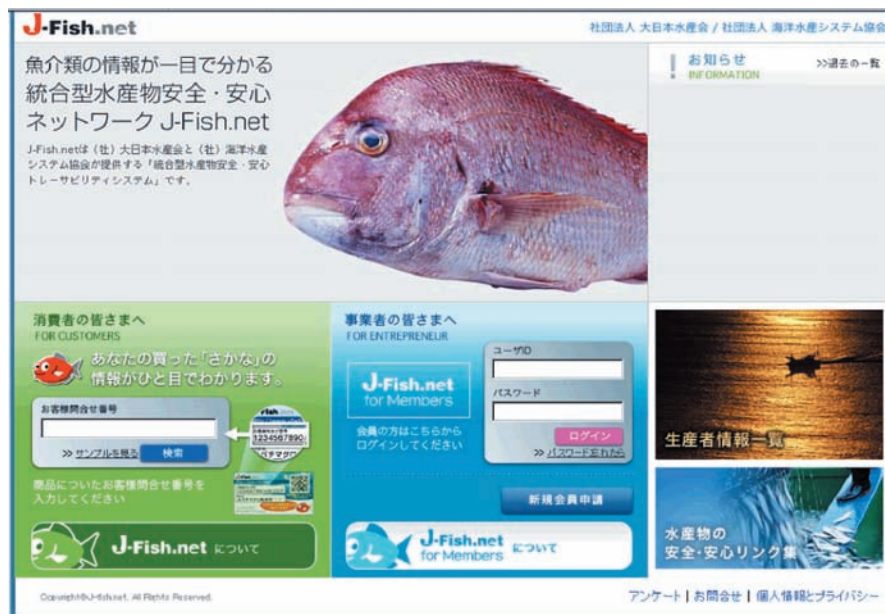 J-Fish.net
社団法人 大日本水産会 / 社団法人 海洋水産システム協会
魚介類の情報が一目で分かる
統合型水産物安全・安心
ネットワーク J-Fish.net
J-Fish.netは（社）大日本水産会と（社）海洋水産
システム協会が提供する「統合型水産物安全・安心
トレーサビリティシステム」です。
お知らせ
INFORMATION
>>過去の一覧
消費者の皆さまへ
FOR CUSTOMERS
あなたの買った「さかな」の
情報がひと目でわかります。
お客様問合せ番号
>> サンプルを見る
検索
1234567890
商品についたお客様問合せ番号を
入力してください
J-Fish.net について
事業者の皆さまへ
FOR ENTREPRENEUR
J-Fish.net
for Members
会員の方はこちらから
ログインしてください
ユーザID
パスワード
ログイン
>> パスワード忘れたら
新規会員申請
J-Fish.net
for Members について
生産者情報一覧
水産物の
安全・安心リンク集
Copyright©J-fish.net, All Rights Reserved.
アンケート | お問合せ | 個人情報とプライバシー